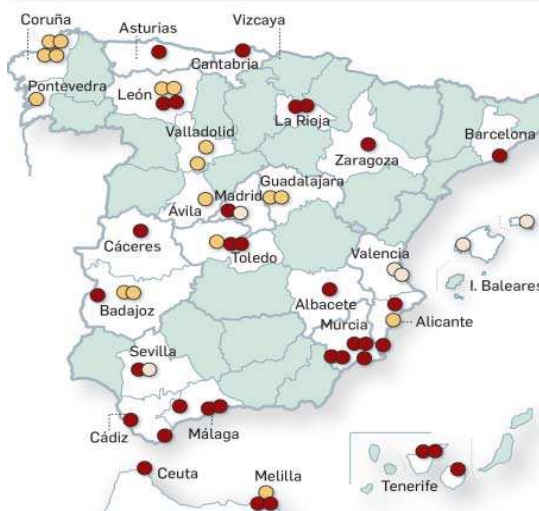 Coruña
Asturias
Vizcaya
Cantabria
Pontevedra
León
La Rioja
Barcelona
Valladolid
Zaragoza
Guadalajara
Madrid
Ávila
Cáceres
Toledo
Valencia
I. Baleares
Badajoz
Albacete
Alicante
Murcia
Sevilla
Cádiz
Málaga
Ceuta
Melilla
Tenerife